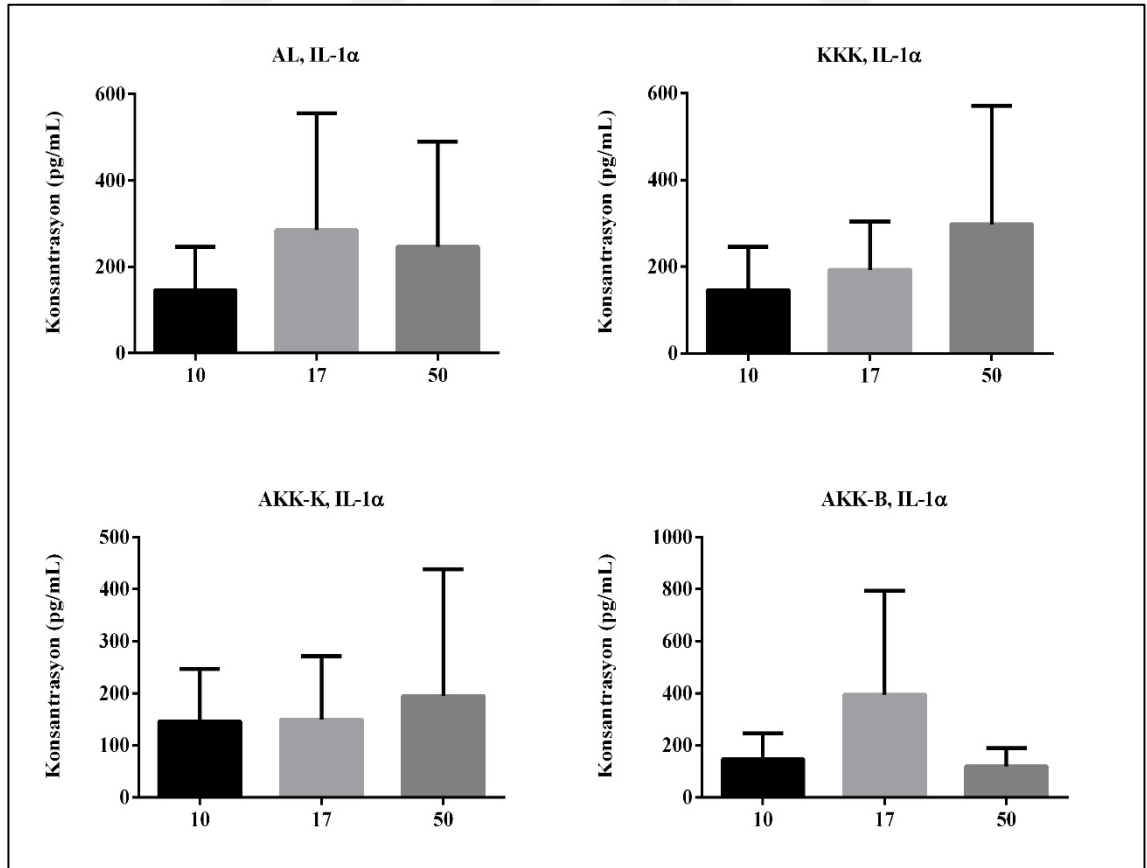 AL, IL-1α
Konsantrasyon (pg/mL)
600
400
200
0
10 17 50
KKK, IL-1α
Konsantrasyon (pg/mL)
600
400
200
0
10 17 50
AKK-K, IL-1α
Konsantrasyon (pg/mL)
500
400
300
200
100
0
10 17 50
AKK-B, IL-1α
Konsantrasyon (pg/mL)
1000
800
600
400
200
0
10 17 50